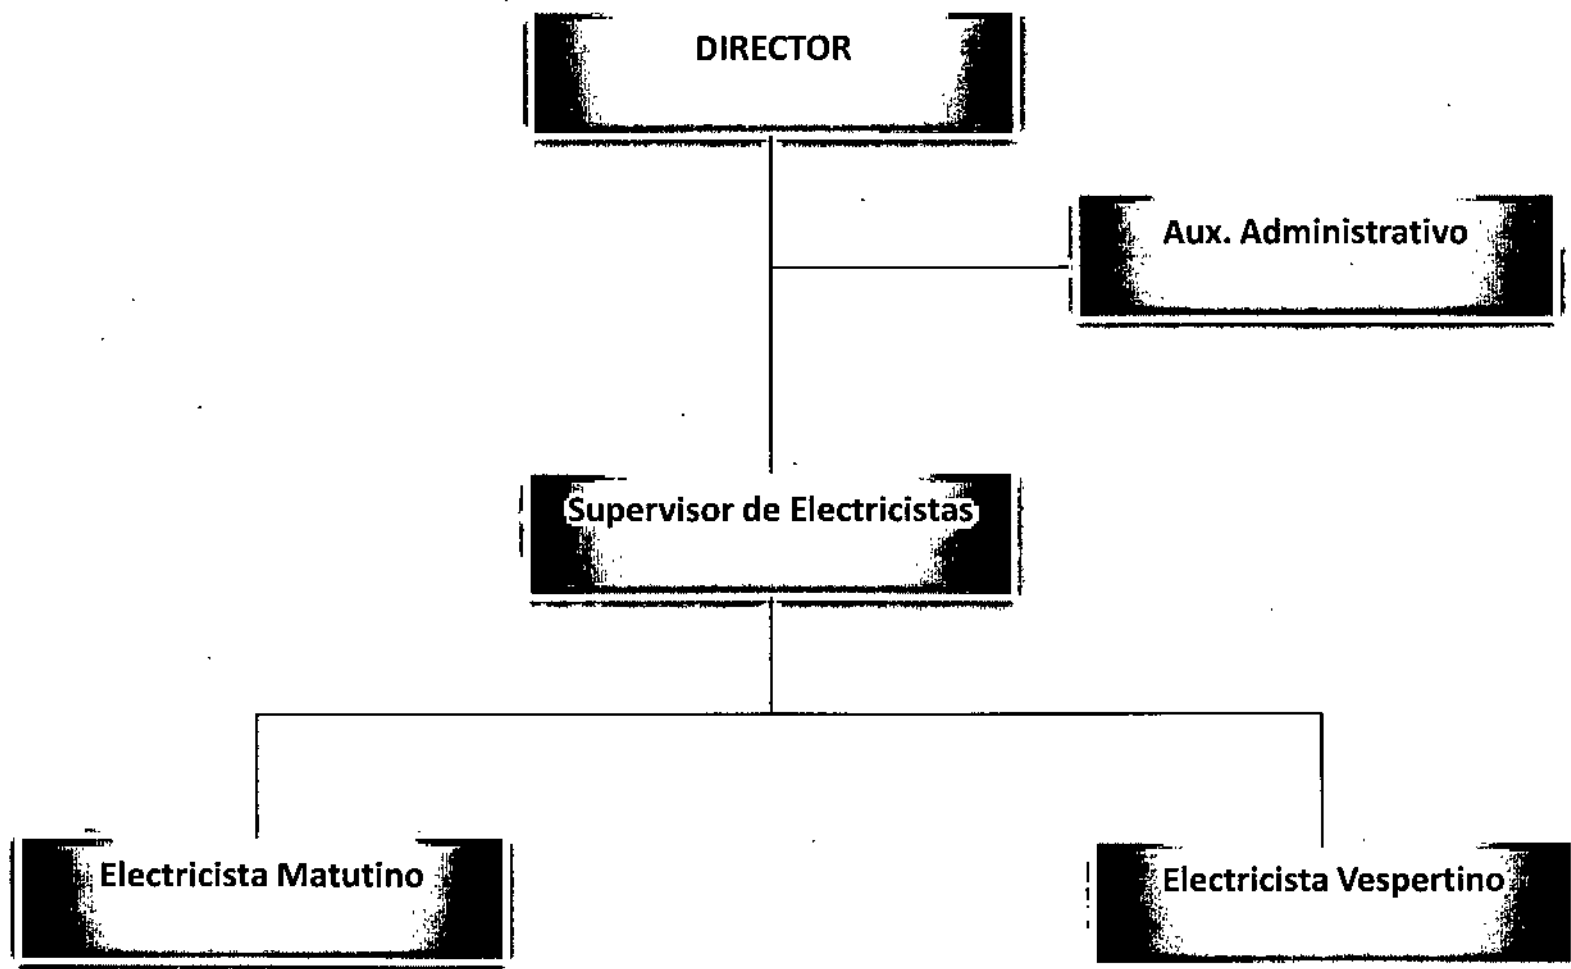 DIRECTOR
Aux. Administrativo
Supervisor de Electricistas
Electricista Matutino
Electricista Vespertino